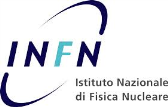 INFN
Istituto Nazionale
di Fisica Nucleare